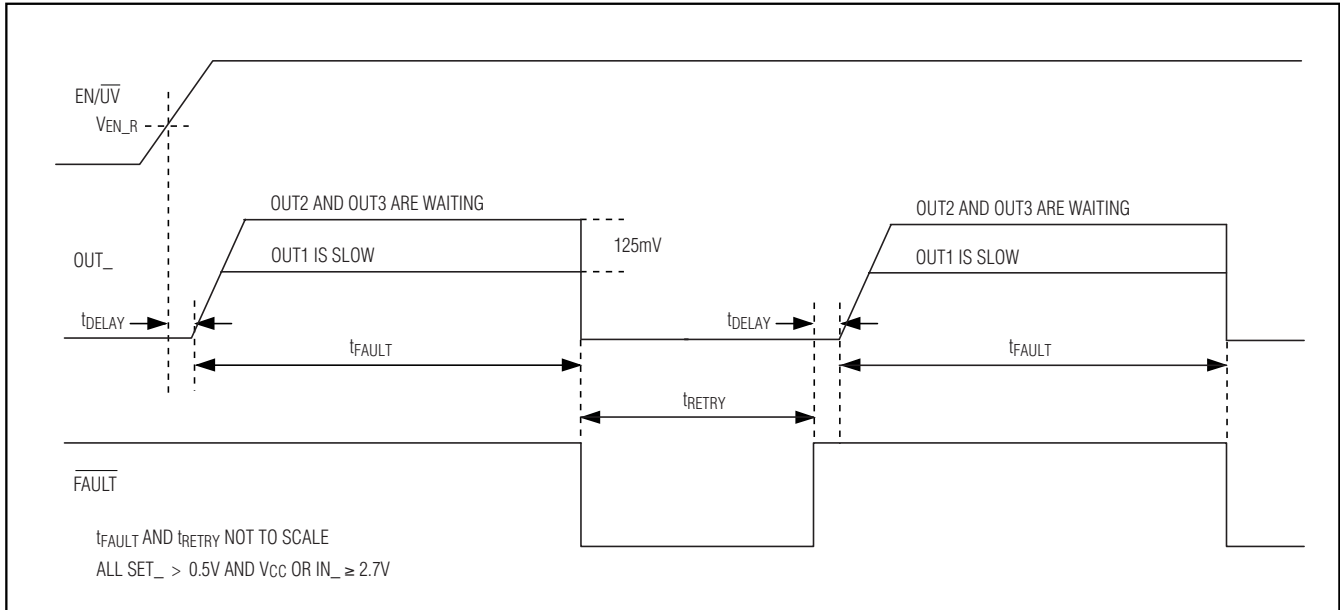 EN/U̅V̅
VEN_R
OUT2 AND OUT3 ARE WAITING
OUT2 AND OUT3 ARE WAITING
125mV
OUT1 IS SLOW
OUT1 IS SLOW
OUT_
tDELAY
tDELAY
tFAULT
tFAULT
tRETRY
F̅A̅U̅L̅T̅
tFAULT AND tRETRY NOT TO SCALE
ALL SET_ > 0.5V AND VCC OR IN_ ≥ 2.7V